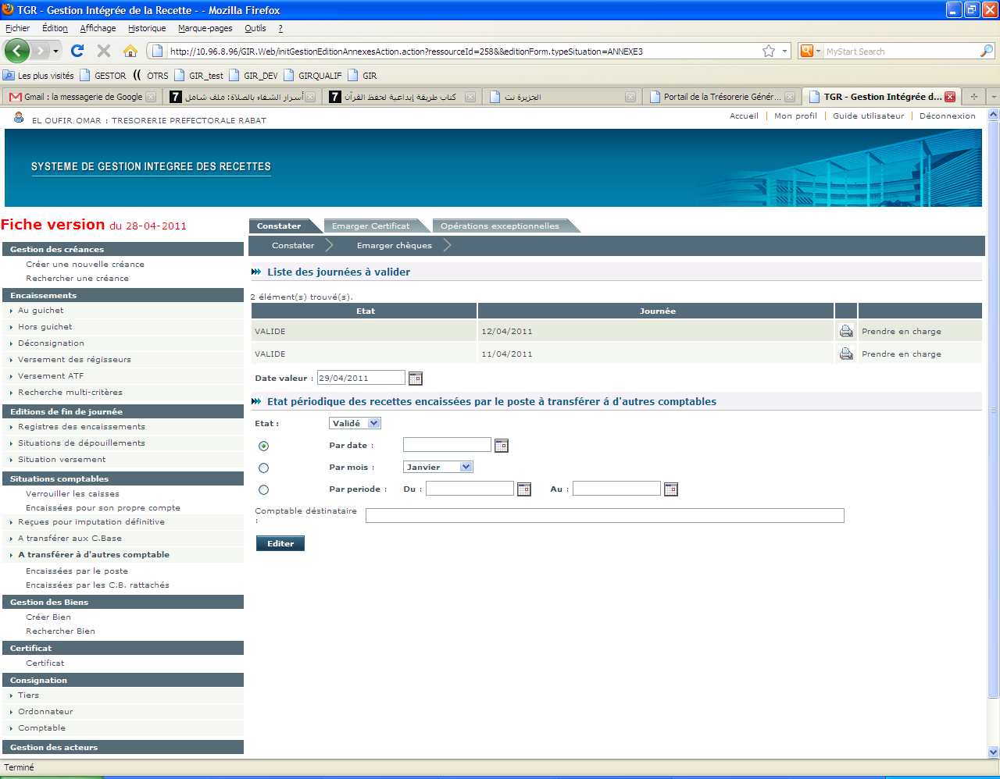 TGR - Gestion Intégrée de la Recette - - Mozilla Firefox
Fichier Édition Affichage Historique Marque-pages Outils ?
http://10.96.8.96/GIR.Web/initGestionEditionAnnexesAction.action?ressourceId=258&&editionForm.typeSituation=ANNEXE3
MyStart Search
Les plus visités GESTOR OTRS GIR_test GIR_DEV GIRQUALIF GIR
Gmail : la messagerie de Google
أسرار الشفاء بالصلاة: ملف شامل
كتاب طريقة إبداعية لحفظ القرآن
الجزيرة نت
Portail de la Trésorerie Génér...
TGR - Gestion Intégrée d...
EL OUFIR OMAR : TRESORERIE PREFECTORALE RABAT
Accueil | Mon profil | Guide utilisateur | Déconnexion
SYSTEME DE GESTION INTEGREE DES RECETTES
Fiche version du 28-04-2011
Gestion des créances
Créer une nouvelle créance
Rechercher une créance
Encaissements
Au guichet
Hors guichet
Déconsignation
Versement des régisseurs
Versement ATF
Recherche multi-critères
Editions de fin de journée
Registres des encaissements
Situations de dépouillements
Situation versement
Situations comptables
Verrouiller les caisses
Encaissées pour son propre compte
Reçues pour imputation définitive
A transférer aux C.Base
A transférer à d'autres comptable
Encaissées par le poste
Encaissées par les C.B. rattachés
Gestion des Biens
Créer Bien
Rechercher Bien
Certificat
Certificat
Consignation
Tiers
Ordonnateur
Comptable
Gestion des acteurs
Constater Emarger Certificat Opérations exceptionnelles
Constater Emarger chèques
Liste des journées à valider
2 élément(s) trouvé(s).
Etat Journée
VALIDE 12/04/2011 Prendre en charge
VALIDE 11/04/2011 Prendre en charge
Date valeur : 29/04/2011
Etat périodique des recettes encaissées par le poste à transférer á d'autres comptables
Etat : Validé
Par date :
Par mois : Janvier
Par periode : Du : Au :
Comptable déstinataire
:
Editer
Terminé